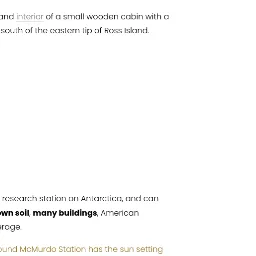 and interior of a small wooden cabin with a
south of the eastern tip of Ross Island.
research station on Antarctica, and can
own soil, many buildings, American
erage.
ound McMurdo Station has the sun setting